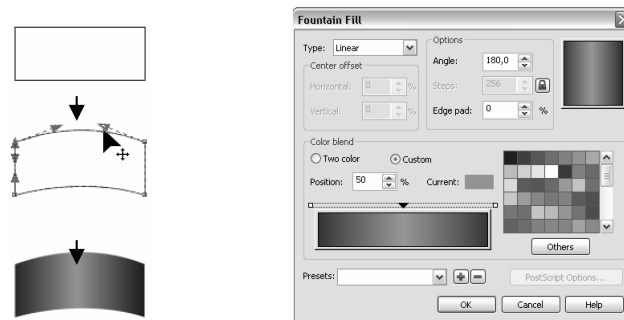 Fountain Fill
Type: Linear
Options
Angle: 180,0
Steps: 256
Edge pad: 0 %
Center offset
Horizontal: 0 %
Vertical: 0 %
Color blend
Two color
Custom
Position: 50 %
Current:
Others
Presets:
PostScript Options...
OK
Cancel
Help